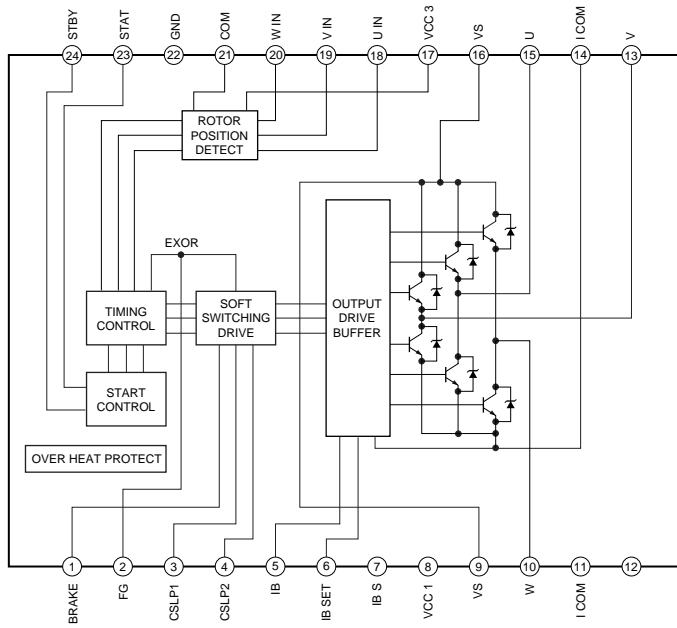 STBY
STAT
GND
COM
W IN
V IN
U IN
VCC 3
VS
U
I COM
V
24
23
22
21
20
19
18
17
16
15
14
13
ROTOR
POSITION
DETECT
EXOR
TIMING
CONTROL
SOFT
SWITCHING
DRIVE
OUTPUT
DRIVE
BUFFER
START
CONTROL
OVER HEAT PROTECT
1
2
3
4
5
6
7
8
9
10
11
12
BRAKE
FG
CSLP1
CSLP2
IB
IB SET
IB S
VCC 1
VS
W
I COM